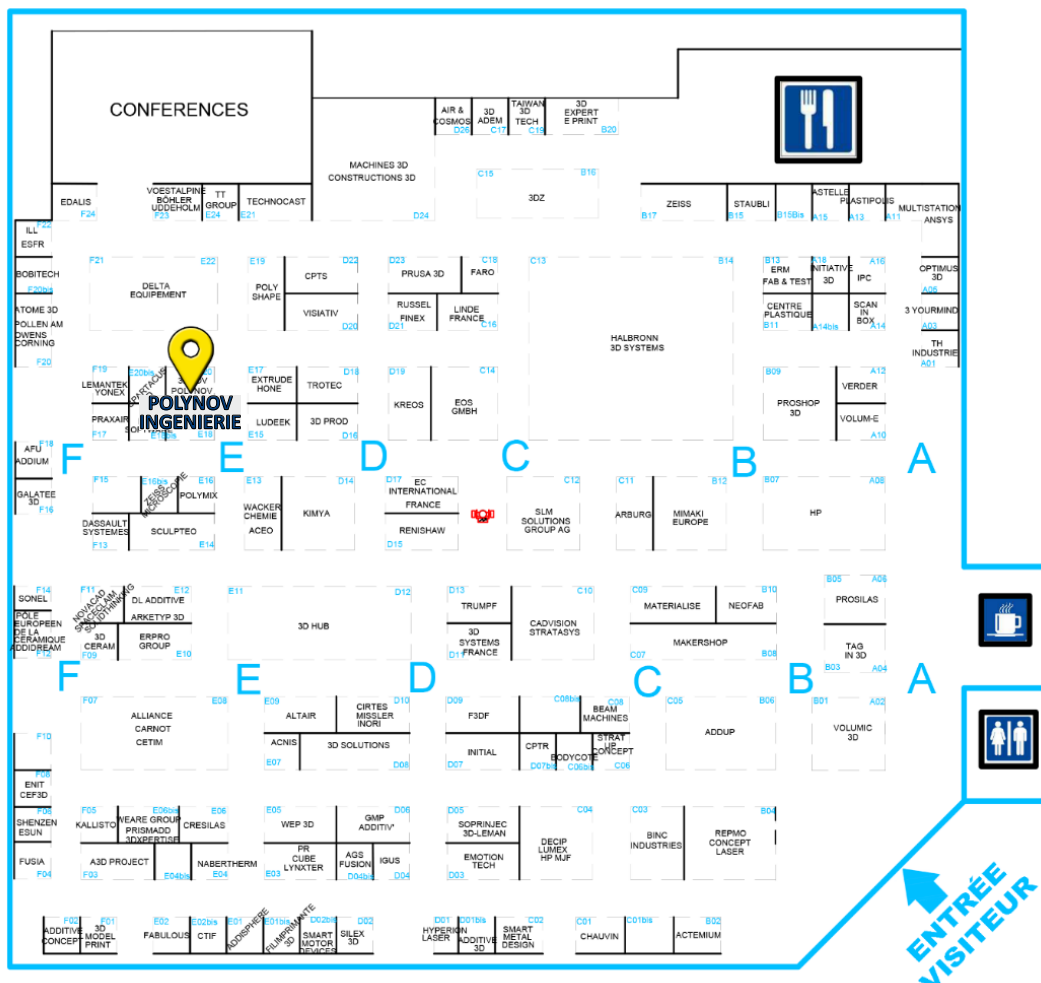 CONFERENCES
AIR &
COSMOS
D26
3D
ADEM
C17
TAIWAN
3D
TECH
C19
3D
EXPERT
E PRINT
B20
MACHINES 3D
CONSTRUCTIONS 3D
D24
C15
B16
3DZ
EDALIS
F24
VOESTALPINE
BÖHLER
UDDEHOLM
F23
TT
GROUP
E24
TECHNOCAST
E21
ZEISS
B17
STAUBLI
B15
B15Bis
ASTELLE
A15
PLASTIPOLIS
A13
A11
MULTISTATION
ANSYS
F22
ILL
ESFR
BOBITECH
F20bis
ATOME 3D
POLLEN AM
OWENS
CORNING
F20
F21
E22
DELTA
EQUIPEMENT
E19
POLY
SHAPE
D22
CPTS
VISIATIV
D20
D23
PRUSA 3D
C18
FARO
RUSSEL
FINEX
D21
LINDE
FRANCE
C16
C13
B14
HALBRONN
3D SYSTEMS
B13
ERM
FAB & TEST
A18
INITIATIVE
3D
A16
IPC
CENTRE
PLASTIQUE
B11
A14bis
SCAN
IN
BOX
A14
OPTIMUS
3D
A05
3 YOURMIND
A03
TH
INDUSTRIE
A01
F19
LEMANTEK
YONEX
E20bis
PRAXAIR
F17
POLYNOV
INGENIERIE
E18
E17
EXTRUDE
HONE
D18
TROTEC
LUDEEK
E15
3D PROD
D16
D19
KREOS
C14
EOS
GMBH
B09
PROSHOP
3D
A12
VERDER
VOLUM-E
A10
F18
AFU
ADDIUM
GALATEE
3D
F16
F
E
D
C
B
A
F15
E16bis
ZEISS
MICROSCOPIE
E16
POLYMIX
DASSAULT
SYSTEMES
F13
SCULPTEO
E14
E13
WACKER
CHEMIE
ACEO
D14
KIMYA
D17
EC
INTERNATIONAL
FRANCE
RENISHAW
D15
C12
SLM
SOLUTIONS
GROUP AG
C11
ARBURG
B12
MIMAKI
EUROPE
B07
A08
HP
F14
SONEL
PÔLE
EUROPEEN
DE LA
CERAMIQUE
ADDIDREAM
F12
F11
NOVACAD
SPACECLAIM
SOLIDTHINKING
E12
DL ADDITIVE
ARKETYP 3D
3D
CERAM
F09
ERPRO
GROUP
E10
E11
D12
3D HUB
D13
TRUMPF
3D
SYSTEMS
FRANCE
D11
C10
CADVISION
STRATASYS
C09
MATERIALISE
B10
NEOFAB
MAKERSHOP
C07
B08
B05
A06
PROSILAS
TAG
IN 3D
B03
A04
F
E
D
C
B
A
F07
E08
ALLIANCE
CARNOT
CETIM
E09
ALTAIR
D10
CIRTES
MISSLER
INORI
ACNIS
E07
3D SOLUTIONS
D08
D09
F3DF
C08bis
C08
BEAM
MACHINES
INITIAL
D07
CPTR
D07bis
BODYCOTE
C06bis
STRAT
UP
CONCEPT
C06
C05
B06
ADDUP
B01
A02
VOLUMIC
3D
F10
F08
ENIT
CEF3D
F06
SHENZEN
ESUN
FUSIA
F04
F05
KALLISTO
E06bis
WEARE GROUP
PRISMADD
3DXPERTISE
E06
CRESILAS
A3D PROJECT
F03
E04bis
NABERTHERM
E04
E05
WEP 3D
D06
GMP
ADDITIV'
PR
CUBE
LYNXTER
E03
AGS
FUSION
D04bis
IGUS
D04
D05
SOPRINJEC
3D-LEMAN
EMOTION
TECH
D03
C04
DECIP
LUMEX
HP MJF
C03
BINC
INDUSTRIES
B04
REPMO
CONCEPT
LASER
F02
ADDITIVE
CONCEPT
F01
3D
MODEL
PRINT
E02
FABULOUS
E02bis
CTIF
E01
ADDISPHERE
E01bis
FILIMPRIMANTE
3D
D02bis
SMART
MOTOR
DEVICES
D02
SILEX
3D
D01
HYPERION
LASER
D01bis
ADDITIVE
3D
C02
SMART
METAL
DESIGN
C01
CHAUVIN
C01bis
B02
ACTEMIUM
ENTRÉE
VISITEUR